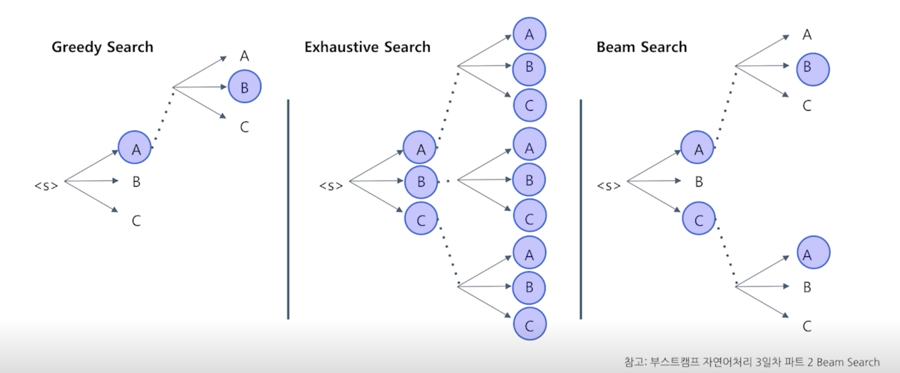 Greedy Search
A
B
C
A
B
C
<s>
Exhaustive Search
A
B
C
A
B
C
A
B
C
A
B
C
<s>
Beam Search
A
B
C
A
B
C
A
B
C
<s>
참고: 부스트캠프 자연어처리 3일차 파트 2 Beam Search